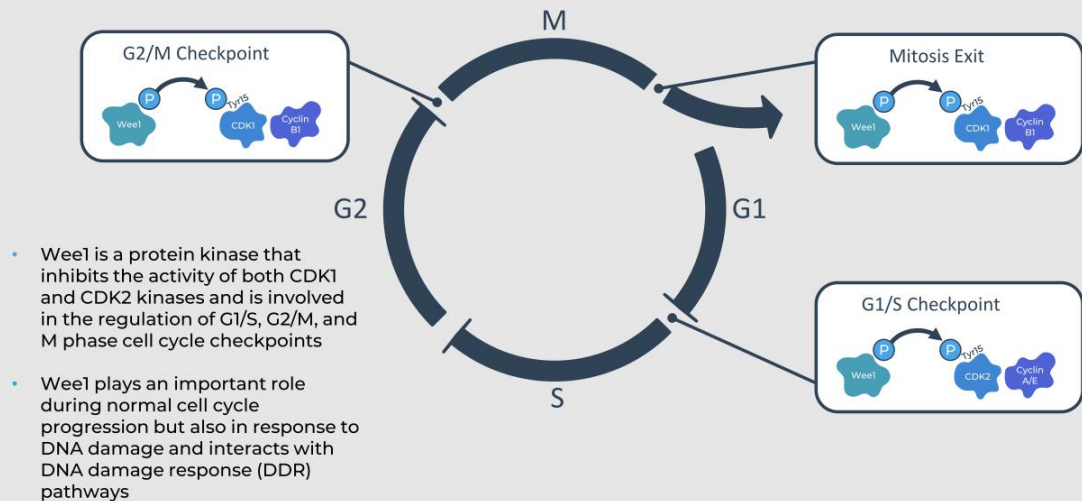 M
G2/M Checkpoint
P
P
Tyr15
Wee1
CDK1
Cyclin
B1
Mitosis Exit
P
P
Tyr15
Wee1
CDK1
Cyclin
B1
G2
G1
S
G1/S Checkpoint
P
P
Tyr15
Wee1
CDK2
Cyclin
A/E
• Wee1 is a protein kinase that
inhibits the activity of both CDK1
and CDK2 kinases and is involved
in the regulation of G1/S, G2/M, and
M phase cell cycle checkpoints
• Wee1 plays an important role
during normal cell cycle
progression but also in response to
DNA damage and interacts with
DNA damage response (DDR)
pathways